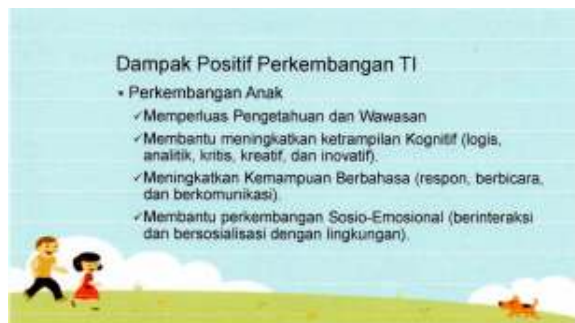 Dampak Positif Perkembangan TI
• Perkembangan Anak
✓Memperluas Pengetahuan dan Wawasan
✓Membantu meningkatkan ketrampilan Kognitif (logis,
analitik, kritis, kreatif, dan inovatif).
✓Meningkatkan Kemampuan Berbahasa (respon, berbicara,
dan berkomunikasi).
✓Membantu perkembangan Sosio-Emosional (berinteraksi
dan bersosialisasi dengan lingkungan).